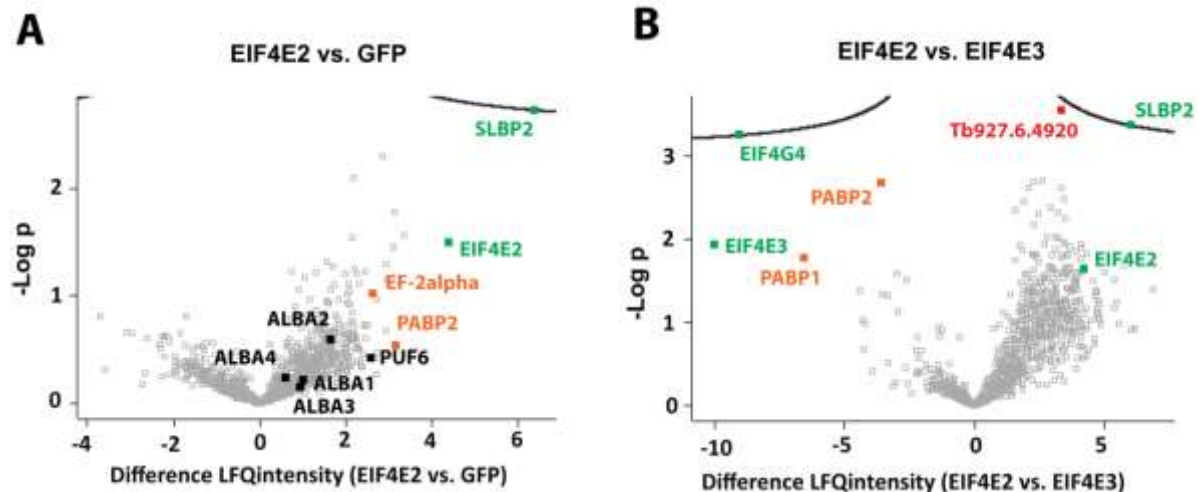 A
EIF4E2 vs. GFP
SLBP2
2
EIF4E2
-Log p
EF-2alpha
1
ALBA2
PABP2
ALBA4
PUF6
ALBA1
0
ALBA3
-4 -2 0 2 4 6
Difference LFQintensity (EIF4E2 vs. GFP)
B
EIF4E2 vs. EIF4E3
SLBP2
Tb927.6.4920
3
EIF4G4
PABP2
2
EIF4E3
EIF4E2
PABP1
-Log p
1
0
-10 -5 0 5
Difference LFQintensity (EIF4E2 vs. EIF4E3)